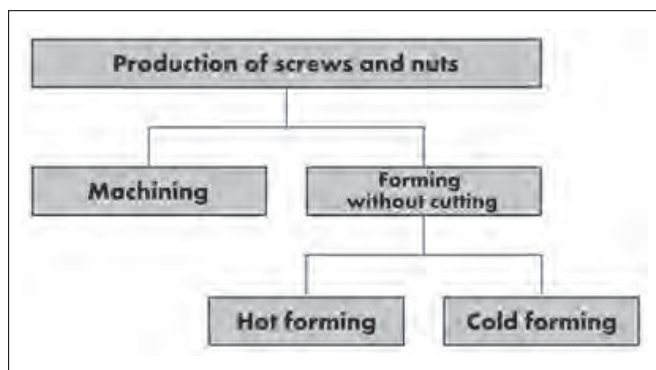 Production of screws and nuts
Machining
Forming
without cutting
Hot forming
Cold forming